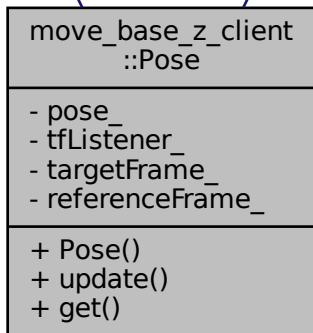 move_base_z_client
::Pose
- pose_
- tfListener_
- targetFrame_
- referenceFrame_
+ Pose()
+ update()
+ get()